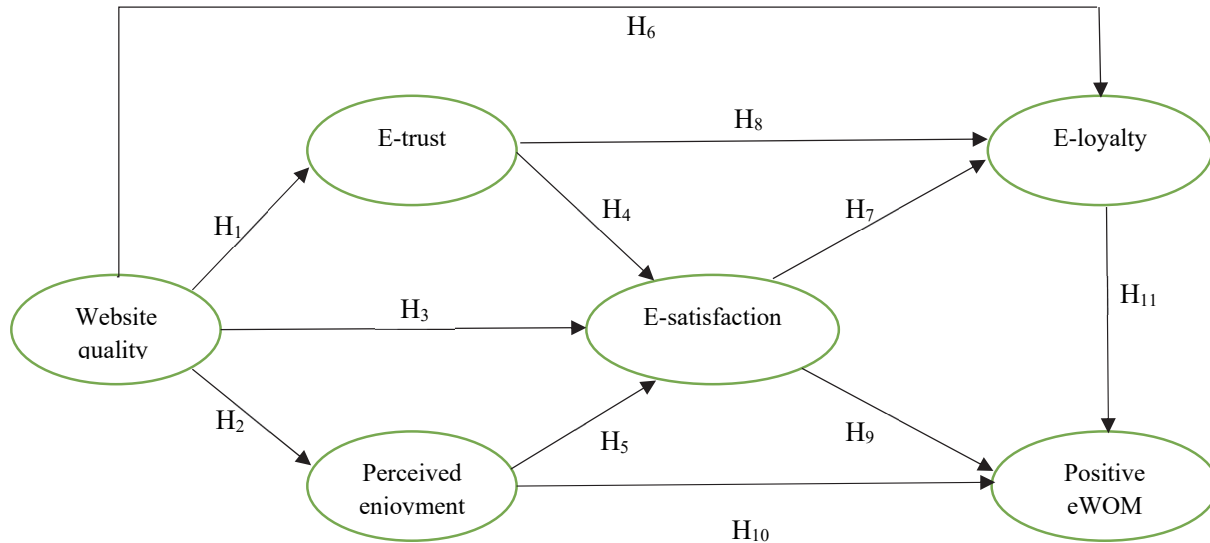 H₆
E-trust
H₈
E-loyalty
H₁
H₄
H₇
Website
quality
H₃
E-satisfaction
H₁₁
H₂
H₅
H₉
Perceived
enjoyment
Positive
eWOM
H₁₀